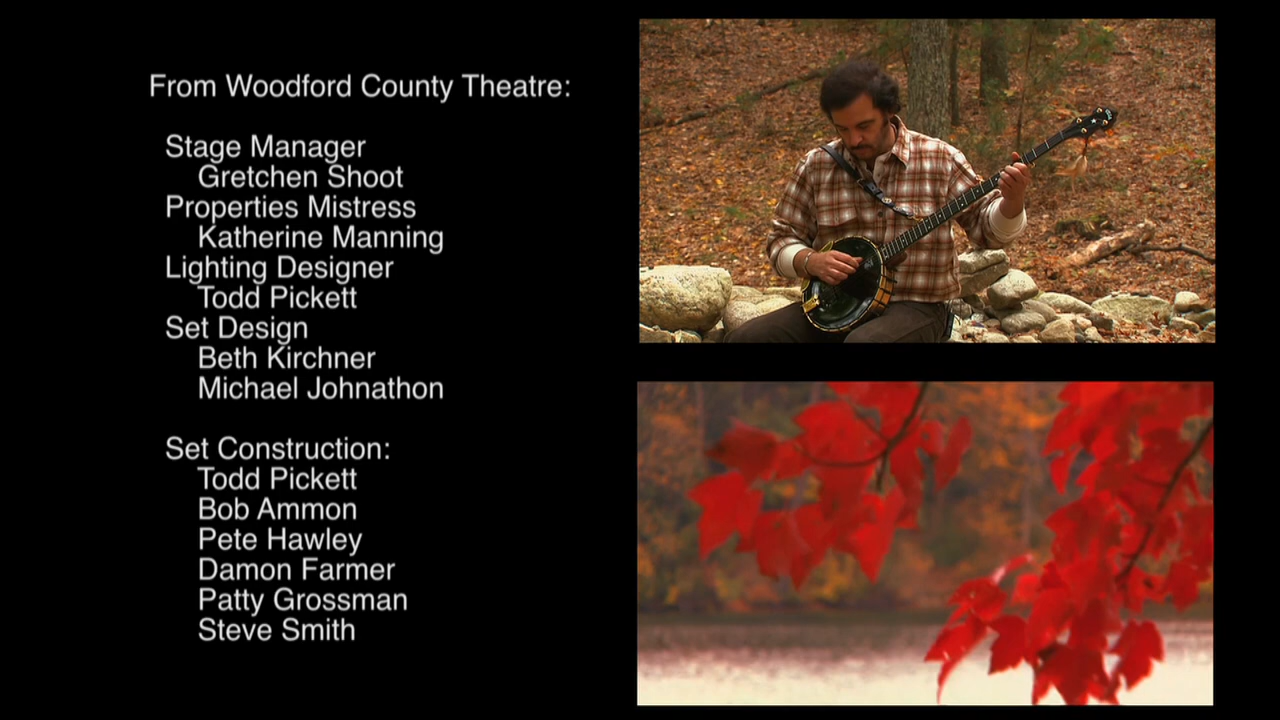 From Woodford County Theatre:
Stage Manager
Gretchen Shoot
Properties Mistress
Katherine Manning
Lighting Designer
Todd Pickett
Set Design
Beth Kirchner
Michael Johnathon
Set Construction:
Todd Pickett
Bob Ammon
Pete Hawley
Damon Farmer
Patty Grossman
Steve Smith